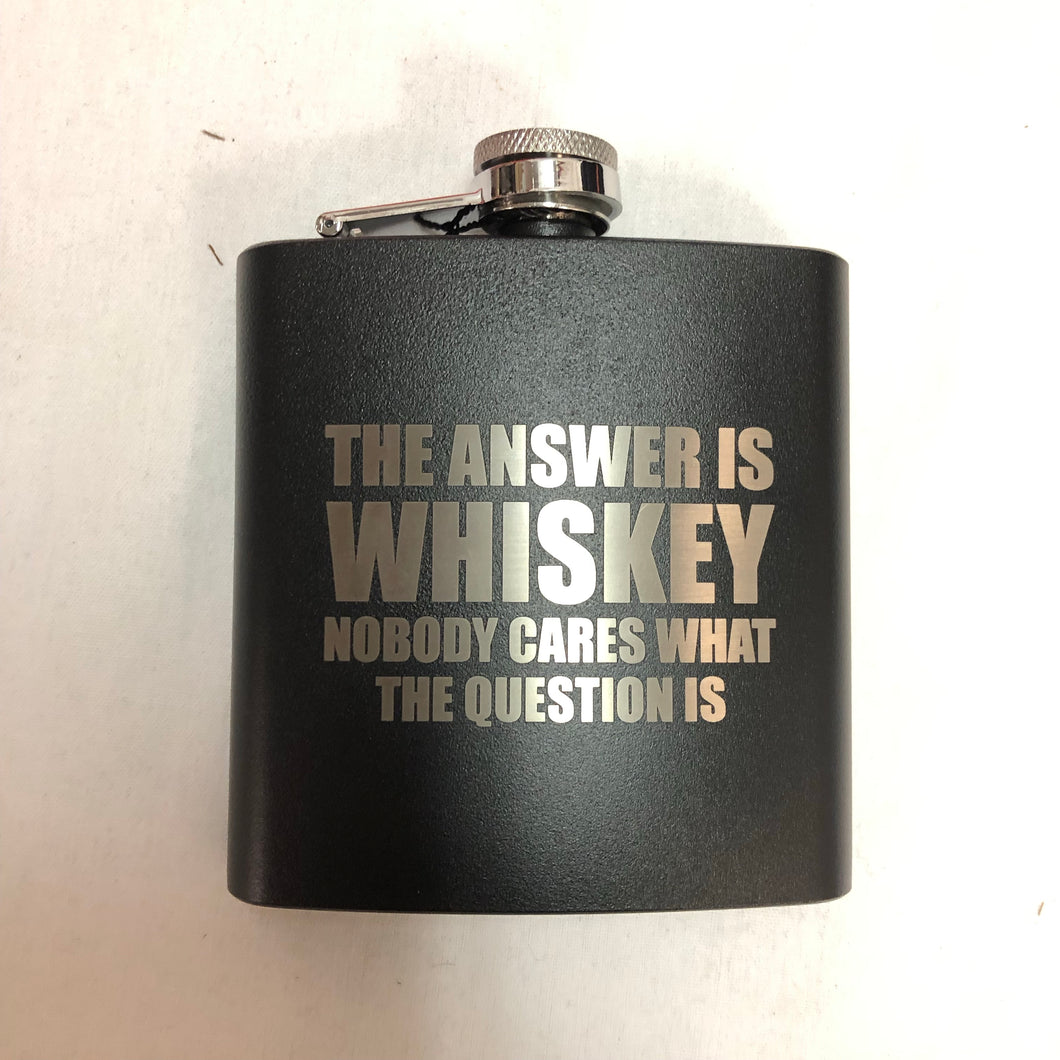 THE ANSWER IS
WHISKEY
NOBODY CARES WHAT
THE QUESTION IS